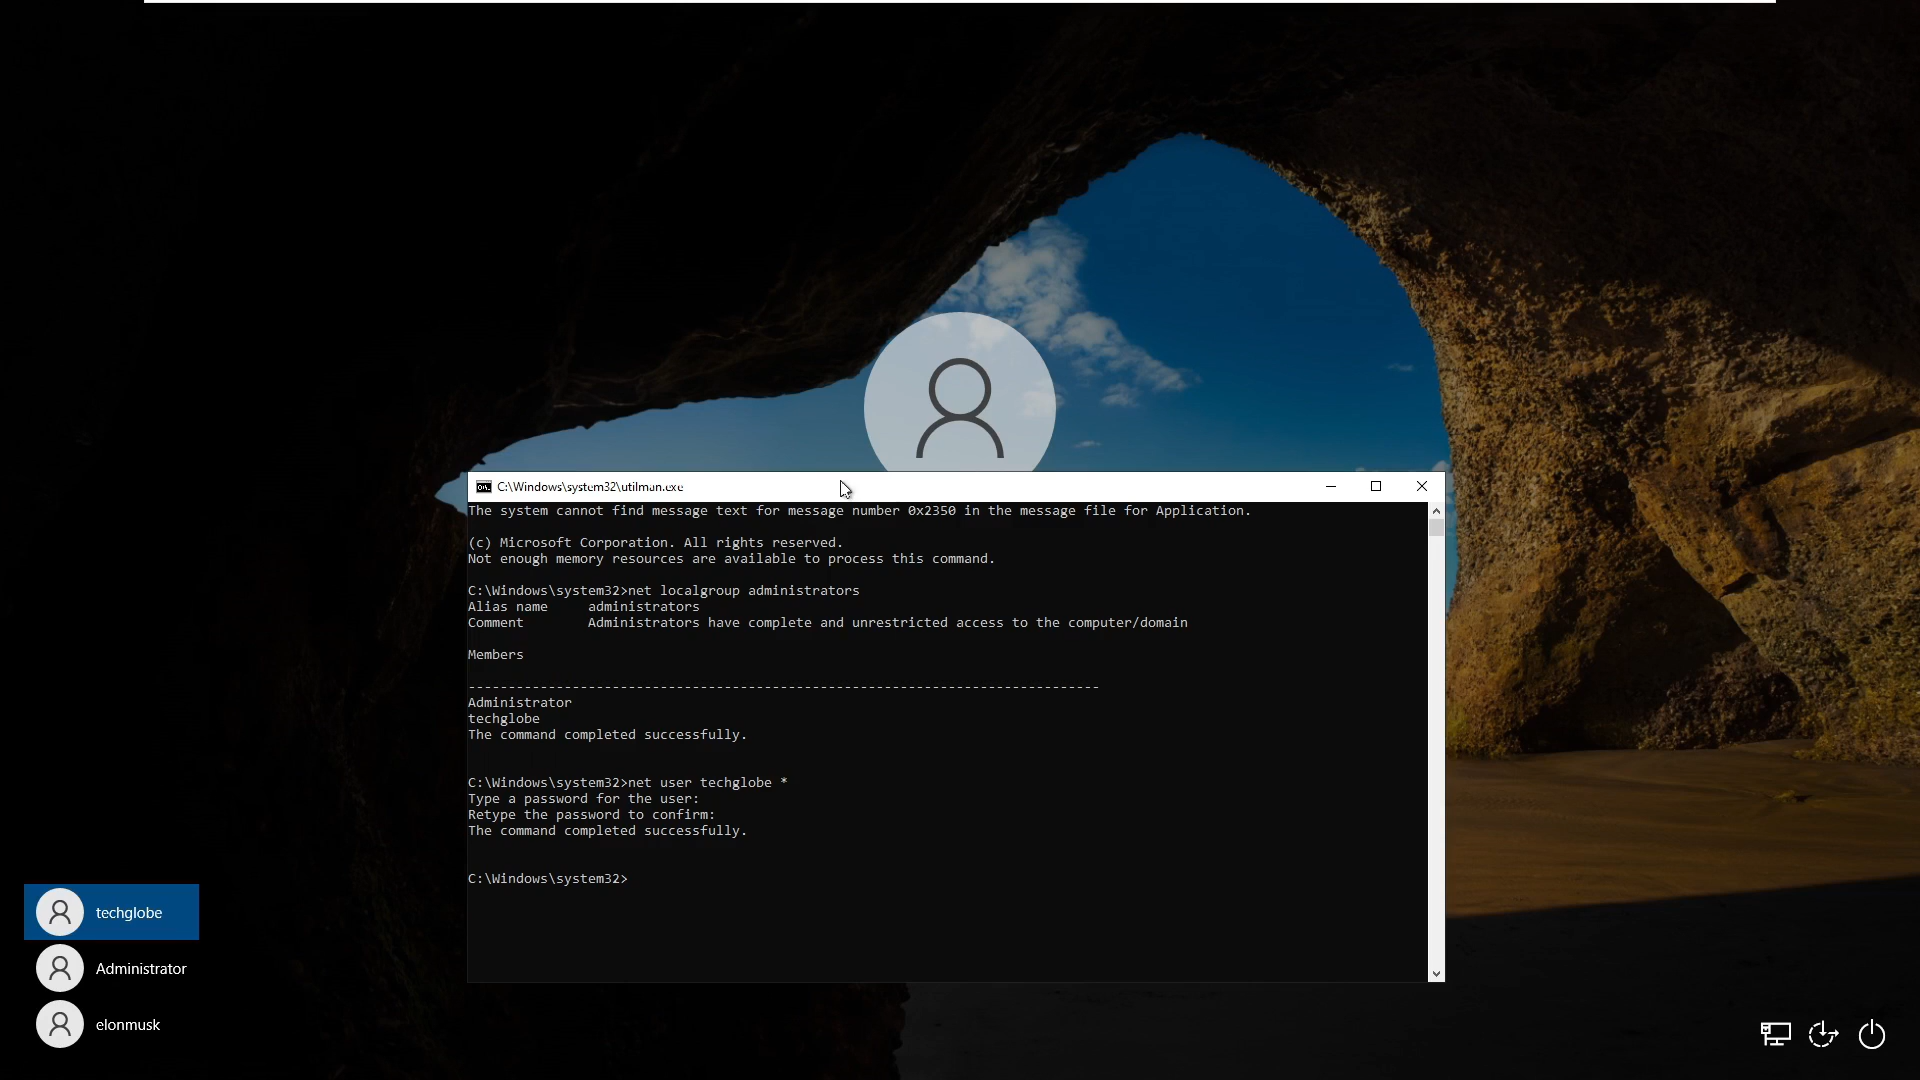 C:\Windows\system32\utilman.exe
The system cannot find message text for message number 0x2350 in the message file for Application.
(c) Microsoft Corporation. All rights reserved.
Not enough memory resources are available to process this command.
C:\Windows\system32>net localgroup administrators
Alias name     administrators
Comment        Administrators have complete and unrestricted access to the computer/domain
Members
-------------------------------------------------------------------------------
Administrator
techglobe
The command completed successfully.
C:\Windows\system32>net user techglobe *
Type a password for the user:
Retype the password to confirm:
The command completed successfully.
C:\Windows\system32>
techglobe
Administrator
elonmusk